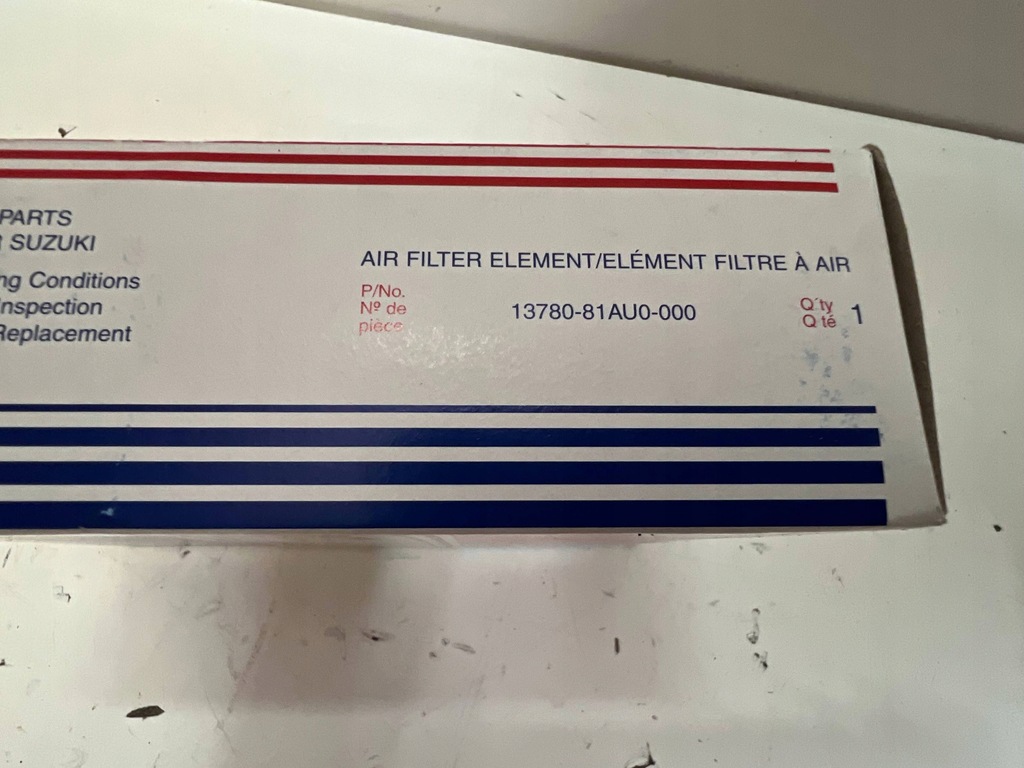 PARTS
SUZUKI
ng Conditions
Inspection
Replacement
AIR FILTER ELEMENT/ELÉMENT FILTRE À AIR
P/No.
Nº de
pièce
13780-81AU0-000
Q'ty
Q té
1